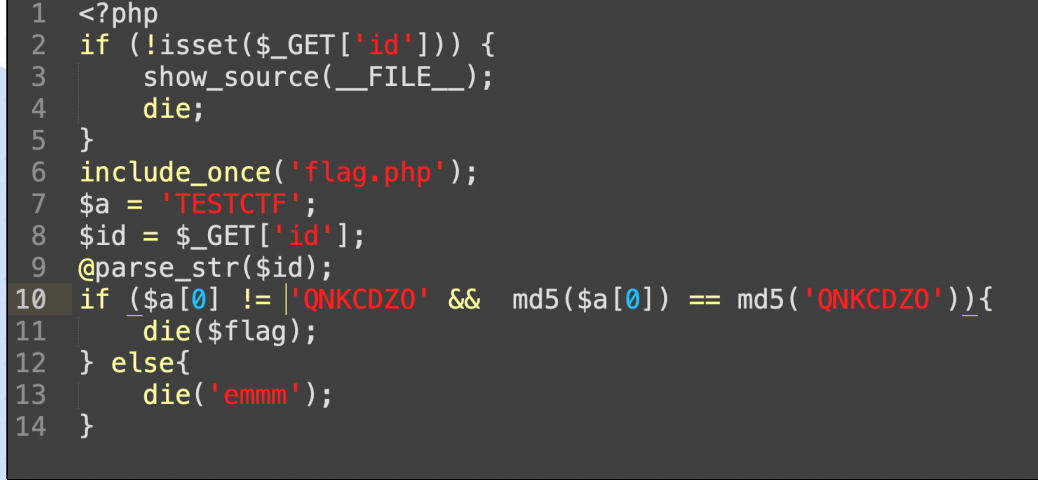 1 <?php
2 if (!isset($_GET['id'])) {
3     show_source(__FILE__);
4     die;
5 }
6 include_once('flag.php');
7 $a = 'TESTCTF';
8 $id = $_GET['id'];
9 @parse_str($id);
10 if ($a[0] != 'QNKCDZO' &&  md5($a[0]) == md5('QNKCDZO')){
11     die($flag);
12 } else{
13     die('emmm');
14 }